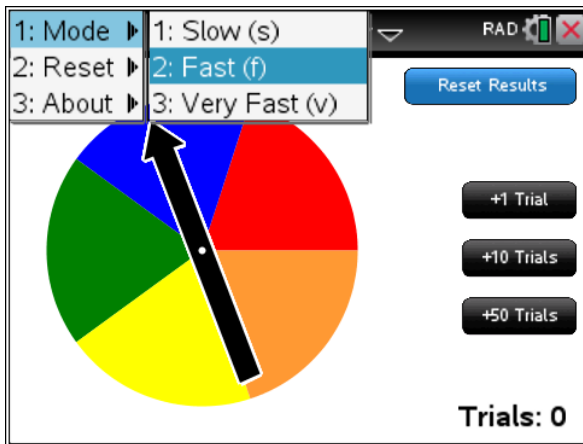 1: Mode
2: Reset
3: About
1: Slow (s)
2: Fast (f)
3: Very Fast (v)
RAD
Reset Results
+1 Trial
+10 Trials
+50 Trials
Trials: 0